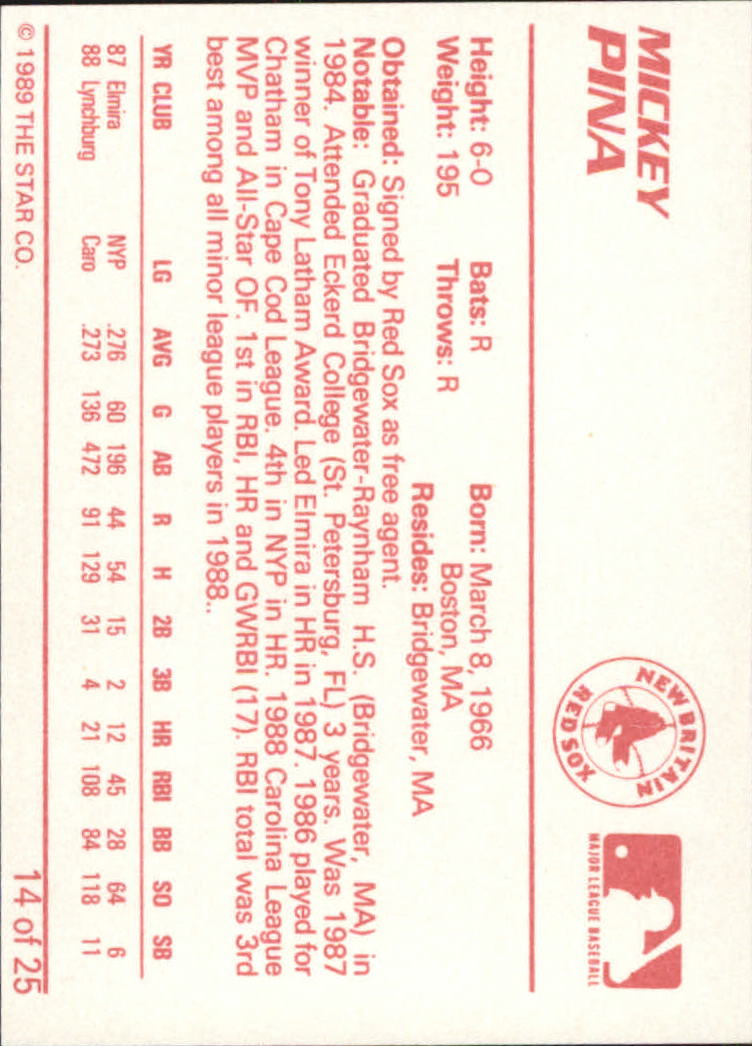 MICKEY
PINA
NEW BRITAIN
RED SOX
MAJOR LEAGUE BASEBALL
Height: 6-0 Bats: R Born: March 8, 1966
Weight: 195 Throws: R Boston, MA
Resides: Bridgewater, MA
Obtained: Signed by Red Sox as free agent.
Notable: Graduated Bridgewater-Raynham H.S. (Bridgewater, MA) in
1984. Attended Eckerd College (St. Petersburg, FL) 3 years. Was 1987
winner of Tony Latham Award. Led Elmira in HR in 1987. 1986 played for
Chatham in Cape Cod League. 4th in NYP in HR. 1988 Carolina League
MVP and All-Star OF. 1st in RBI, HR and GWRBI (17). RBI total was 3rd
best among all minor league players in 1988..
YR CLUB LG AVG G AB R H 2B 3B HR RBI BB SO SB
87 Elmira NYP .276 60 196 44 54 15 2 12 45 28 64 6
88 Lynchburg Caro .273 136 472 91 129 31 4 21 108 84 118 11
© 1989 THE STAR CO. 14 of 25